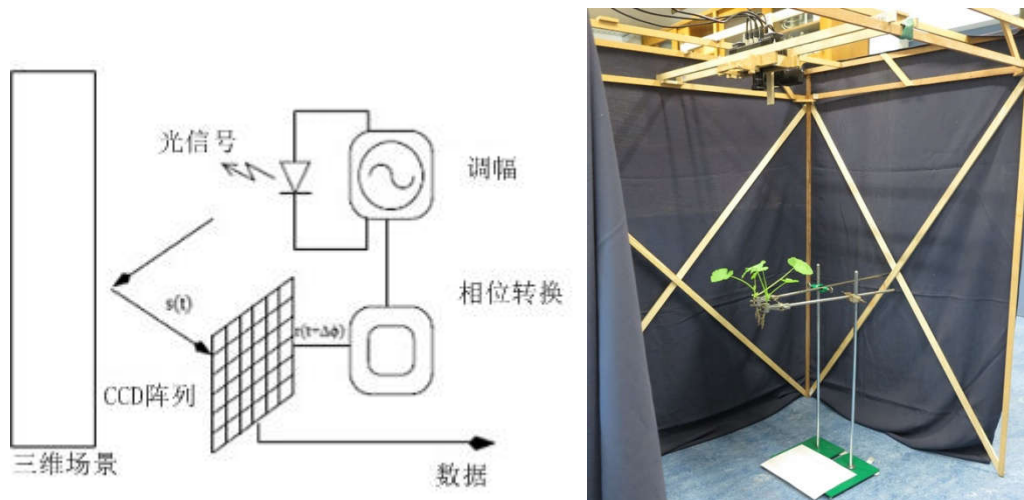 光信号
调幅
相位转换
s(t)
r(t-Δϕ)
CCD阵列
三维场景
数据